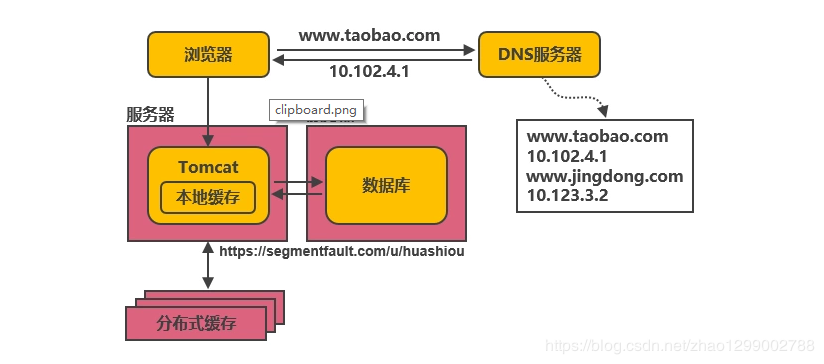 www.taobao.com
浏览器
DNS服务器
10.102.4.1
服务器
clipboard.png
www.taobao.com
10.102.4.1
www.jingdong.com
10.123.3.2
Tomcat
本地缓存
数据库
https://segmentfault.com/u/huashiou
分布式缓存
https://blog.csdn.net/zhao1299002788